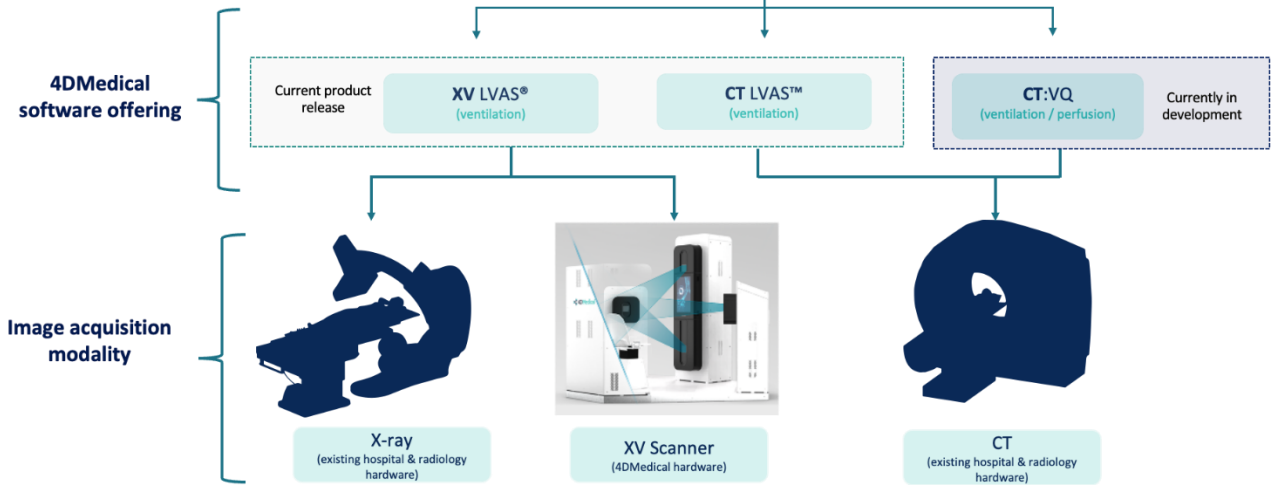 4DMedical
software offering
Current product
release
XV LVAS®
(ventilation)
CT LVAS™
(ventilation)
CT:VQ
(ventilation / perfusion)
Currently in
development
Image acquisition
modality
X-ray
(existing hospital & radiology
hardware)
XV Scanner
(4DMedical hardware)
CT
(existing hospital & radiology
hardware)